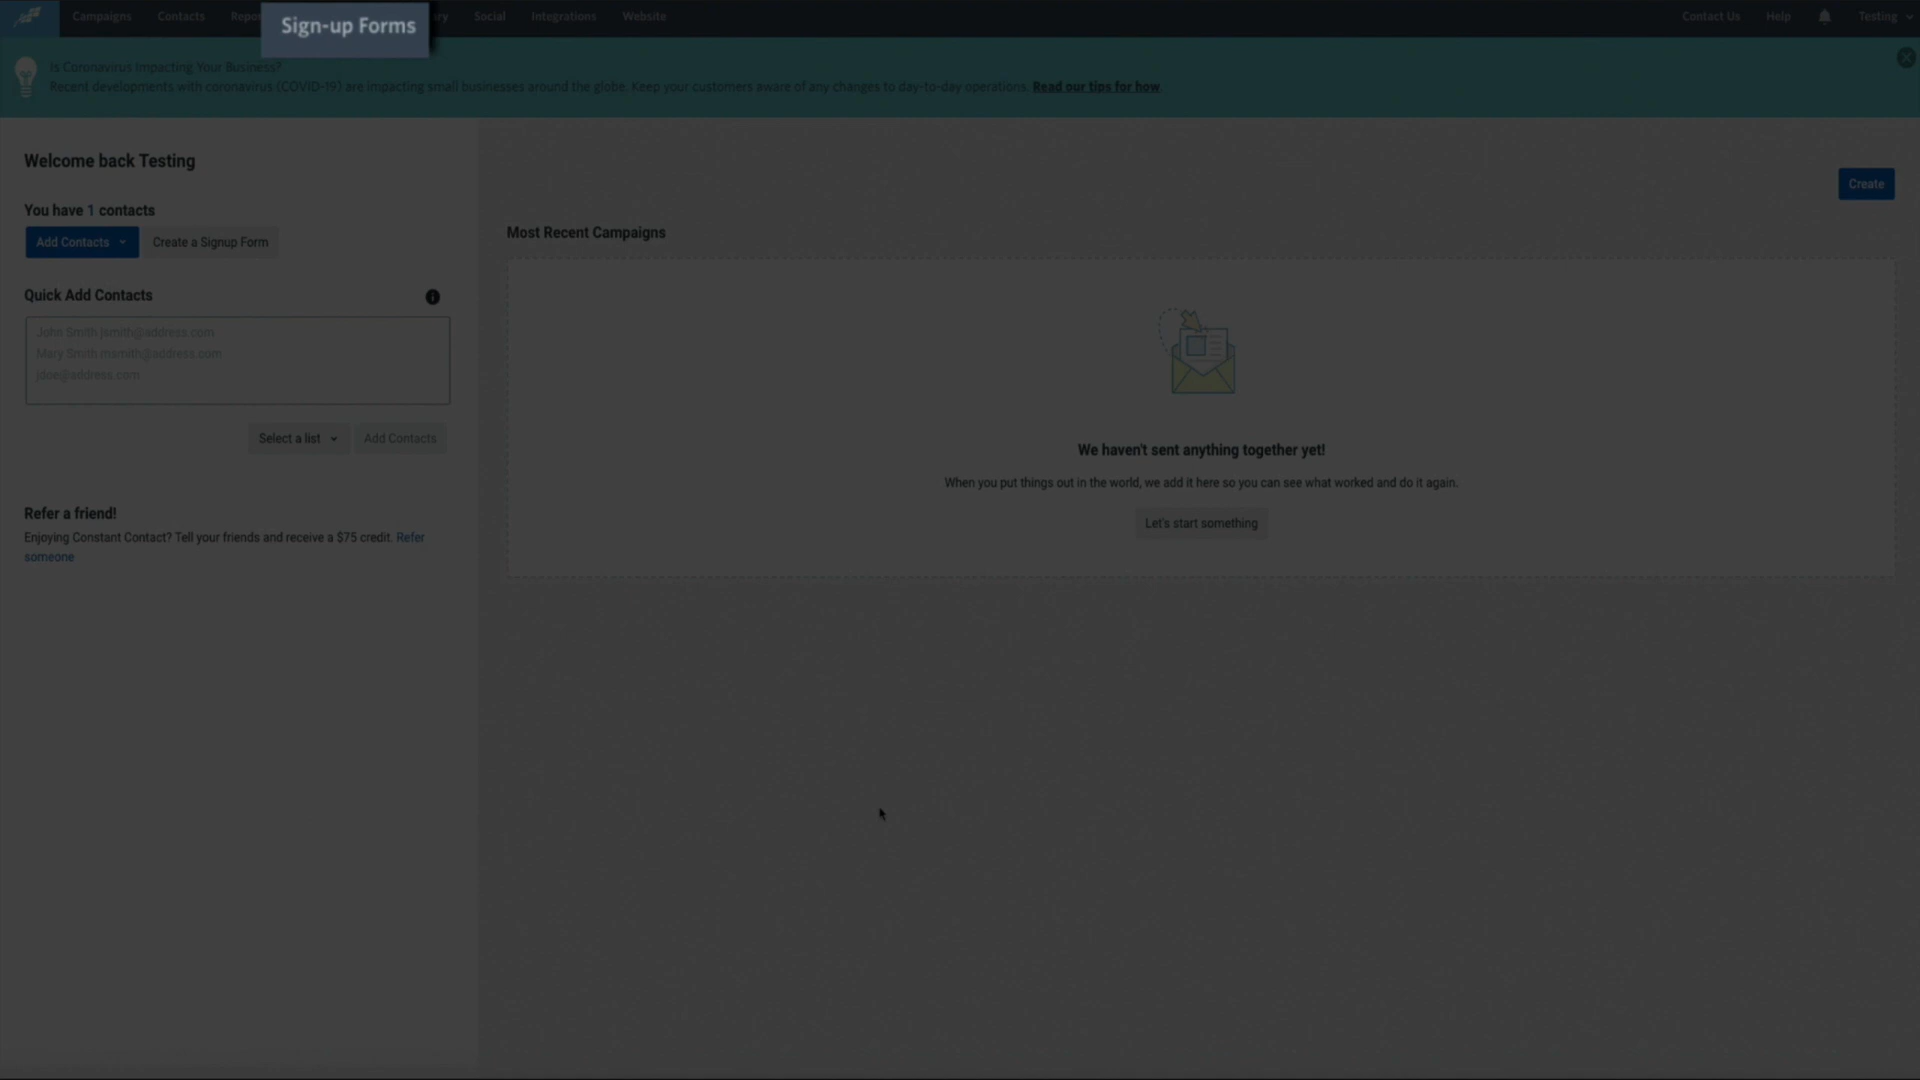 Campaigns Contacts Sign-up Forms Social Integrations Website Contact Us Help Testing
Is Coronavirus Impacting Your Business?
Recent developments with coronavirus (COVID-19) are impacting small businesses around the globe. Keep your customers aware of any changes to day-to-day operations. Read our tips for how.
Welcome back Testing
Create
You have 1 contacts
Add Contacts Create a Signup Form
Most Recent Campaigns
Quick Add Contacts
John Smith jsmith@address.com
Mary Smith msmith@address.com
jdoe@address.com
Select a list Add Contacts
We haven't sent anything together yet!
When you put things out in the world, we add it here so you can see what worked and do it again.
Let's start something
Refer a friend!
Enjoying Constant Contact? Tell your friends and receive a $75 credit. Refer
someone